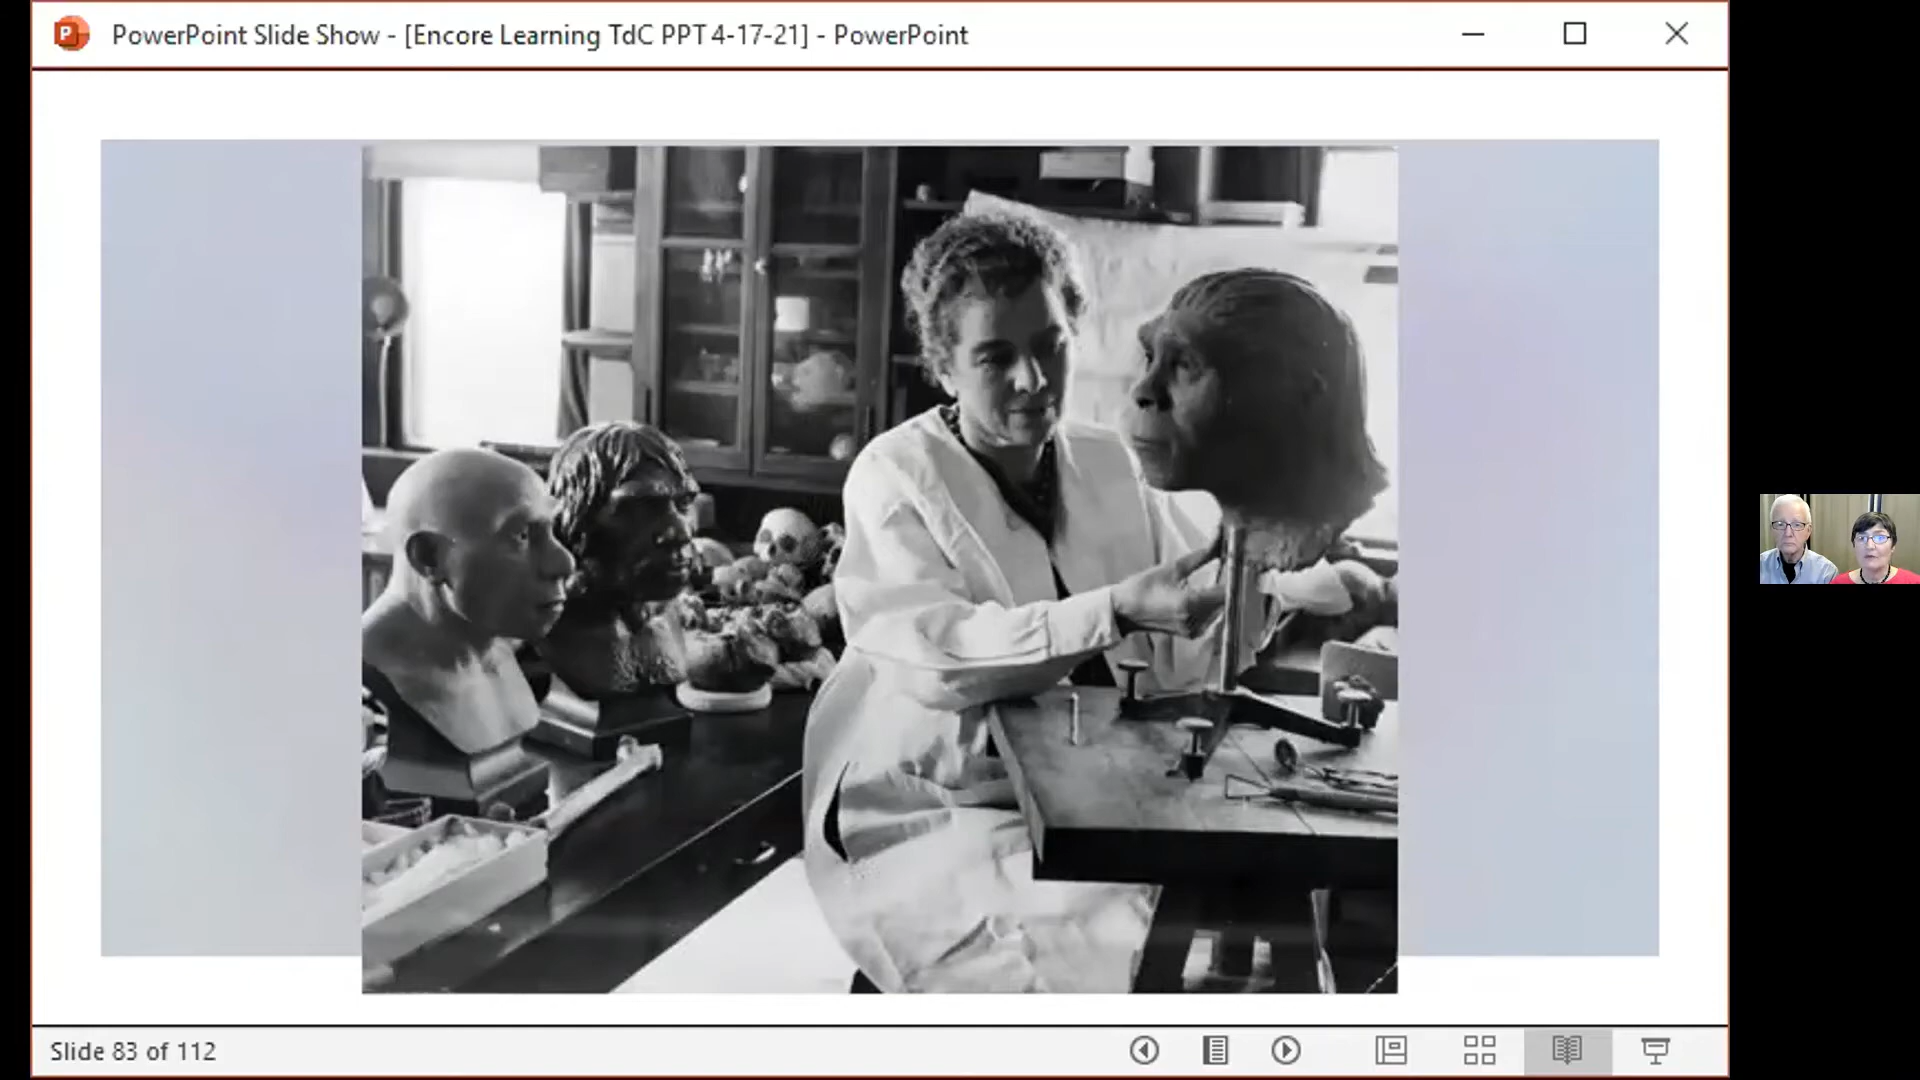 PowerPoint Slide Show - [Encore Learning TdC PPT 4-17-21] - PowerPoint
Slide 83 of 112